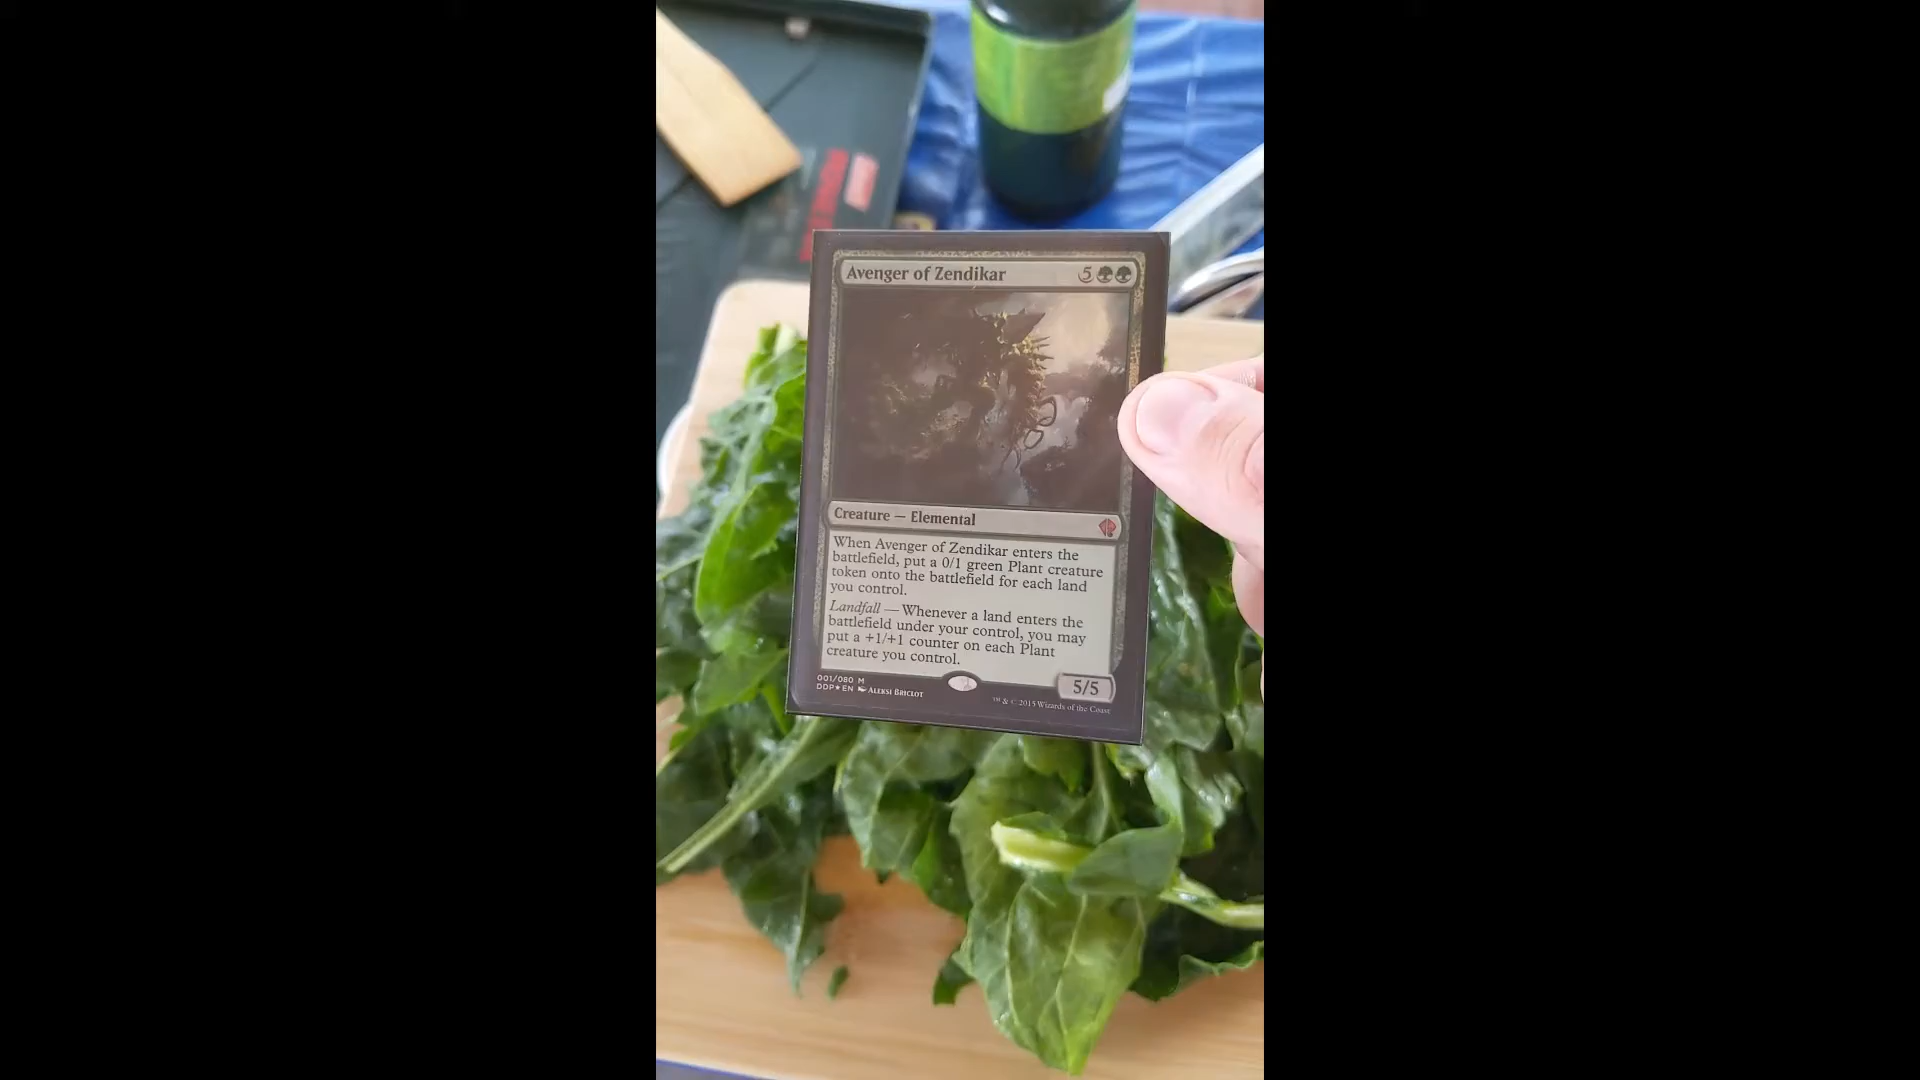 Avenger of Zendikar 5
Creature — Elemental
When Avenger of Zendikar enters the
battlefield, put a 0/1 green Plant creature
token onto the battlefield for each land
you control.
Landfall — Whenever a land enters the
battlefield under your control, you may
put a +1/+1 counter on each Plant
creature you control.
5/5
001/080 M
DDP★EN Aleksi Briclot
™ & © 2015 Wizards of the Coast